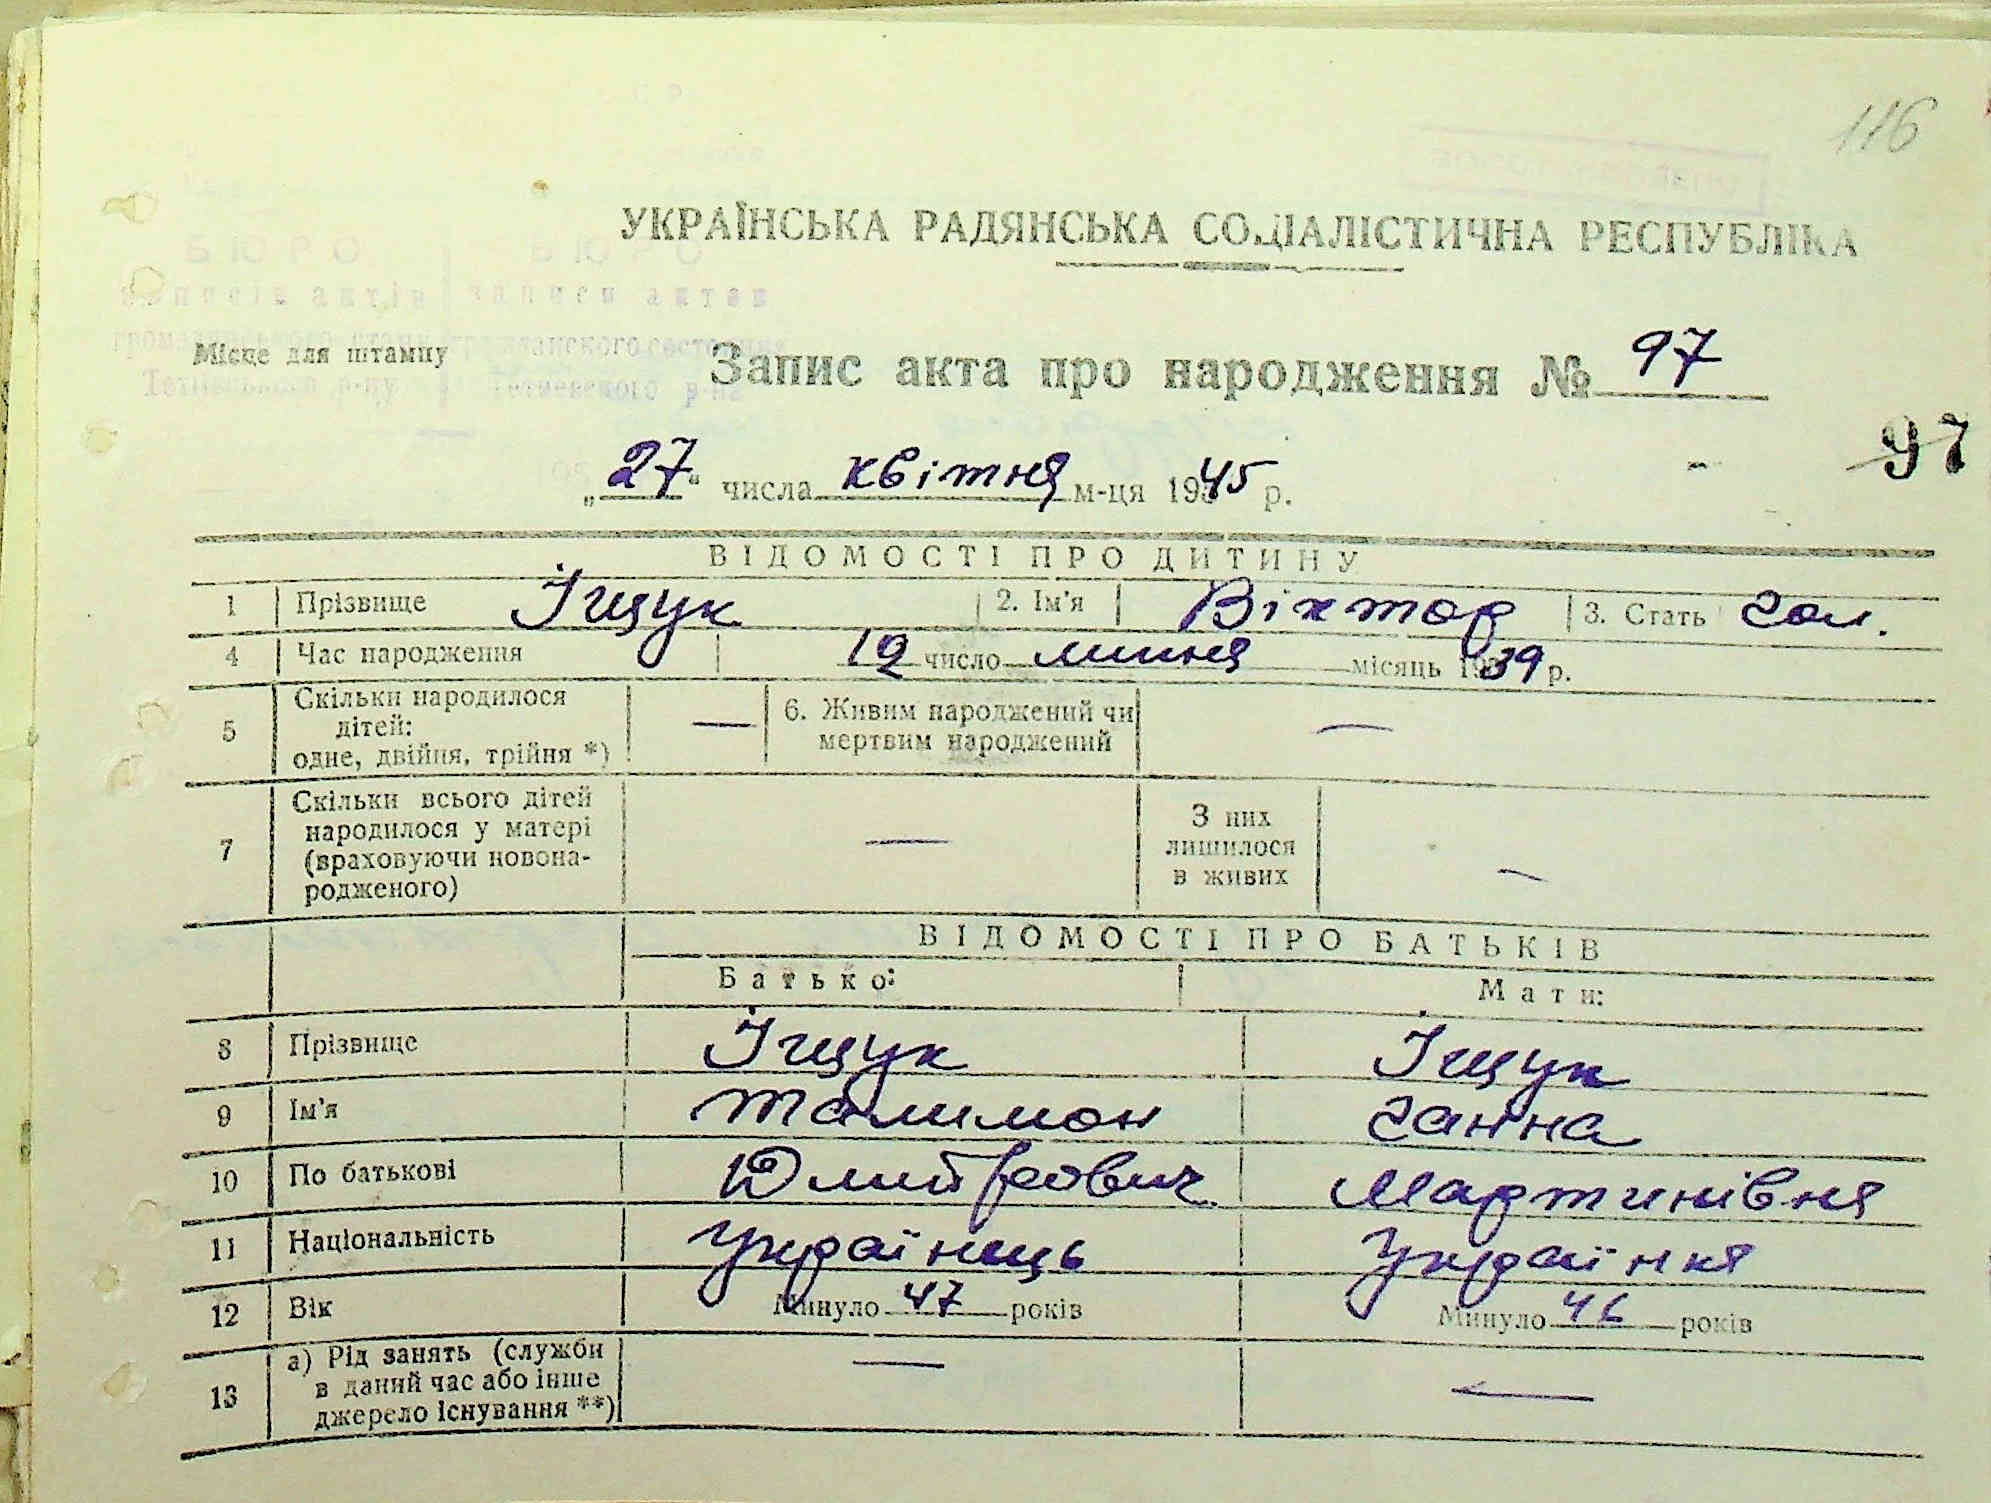 116
УКРАЇНСЬКА РАДЯНСЬКА СОЦІАЛІСТИЧНА РЕСПУБЛІКА
Місце для штампу
Запис акта про народження № 97
97
„27“ числа квітня м-ця 1945 р.
ВІДОМОСТІ ПРО ДИТИНУ
1 Прізвище Іщук 2. Ім'я Віктор 3. Стать чол.
4 Час народження 12 число липня місяць 1939 р.
5 Скільки народилося дітей: одне, двійня, трійня *) — 6. Живим народжений чи мертвим народжений —
7 Скільки всього дітей народилося у матері (враховуючи новонародженого) — З них лишилося в живих —
ВІДОМОСТІ ПРО БАТЬКІВ
Батько: Мати:
8 Прізвище Іщук Іщук
9 Ім'я Талимон Ганна
10 По батькові Дмитрович Мартинівна
11 Національність Українець Українка
12 Вік Минуло 47 років Минуло 46 років
13 а) Рід занять (служби в даний час або інше джерело існування **) — —